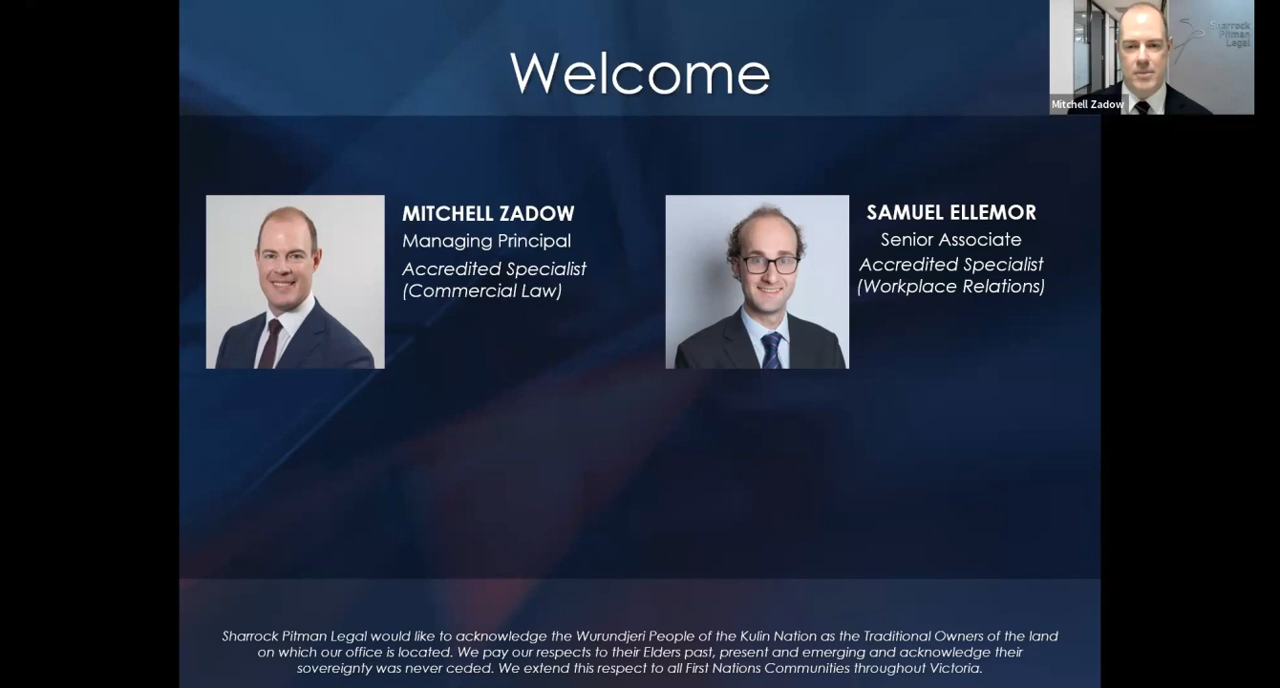 Welcome
Sharrock
Pitman
Legal
Mitchell Zadow
MITCHELL ZADOW
Managing Principal
Accredited Specialist
(Commercial Law)
SAMUEL ELLEMOR
Senior Associate
Accredited Specialist
(Workplace Relations)
Sharrock Pitman Legal would like to acknowledge the Wurundjeri People of the Kulin Nation as the Traditional Owners of the land
on which our office is located. We pay our respects to their Elders past, present and emerging and acknowledge their
sovereignty was never ceded. We extend this respect to all First Nations Communities throughout Victoria.